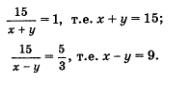 15/(x + y) = 1, т.е. x + y = 15;
15/(x − y) = 5/3, т.е. x − y = 9.